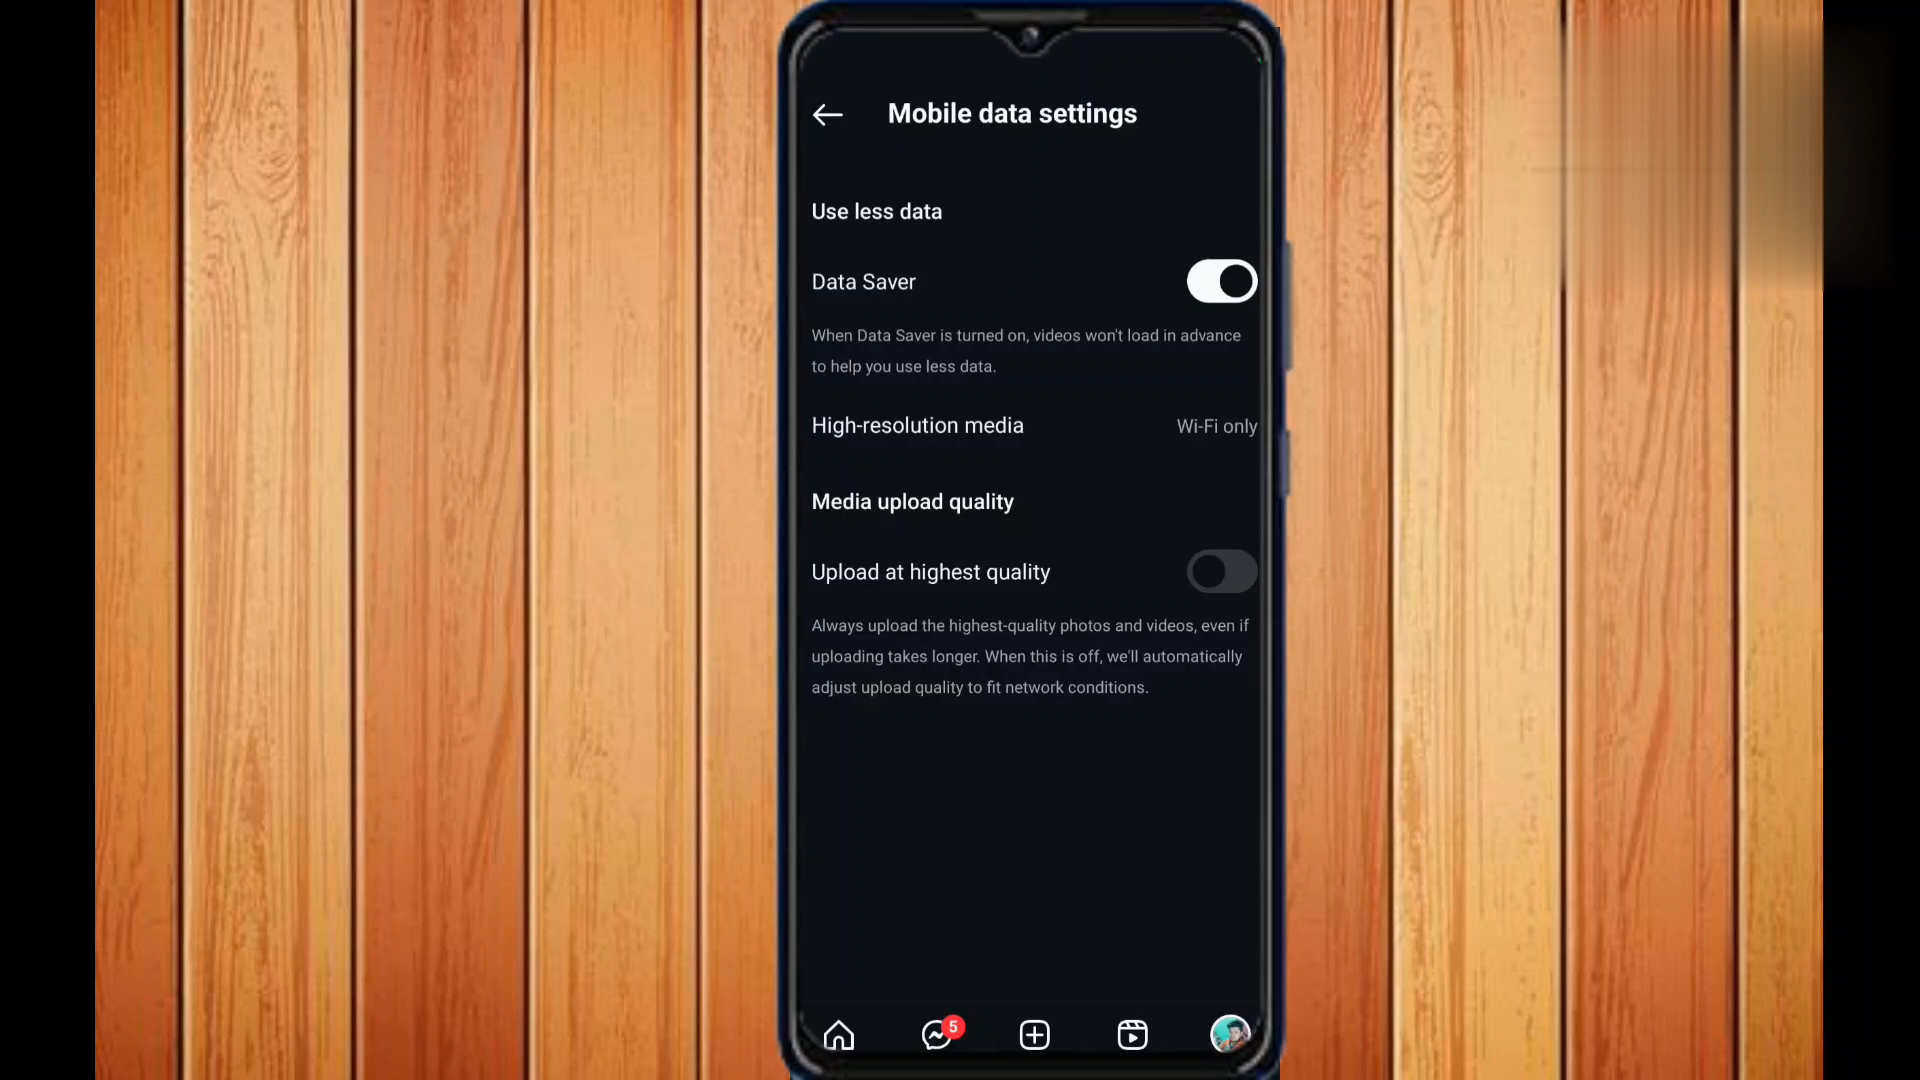 Mobile data settings
Use less data
Data Saver
When Data Saver is turned on, videos won't load in advance
to help you use less data.
High-resolution media Wi-Fi only
Media upload quality
Upload at highest quality
Always upload the highest-quality photos and videos, even if
uploading takes longer. When this is off, we'll automatically
adjust upload quality to fit network conditions.
5